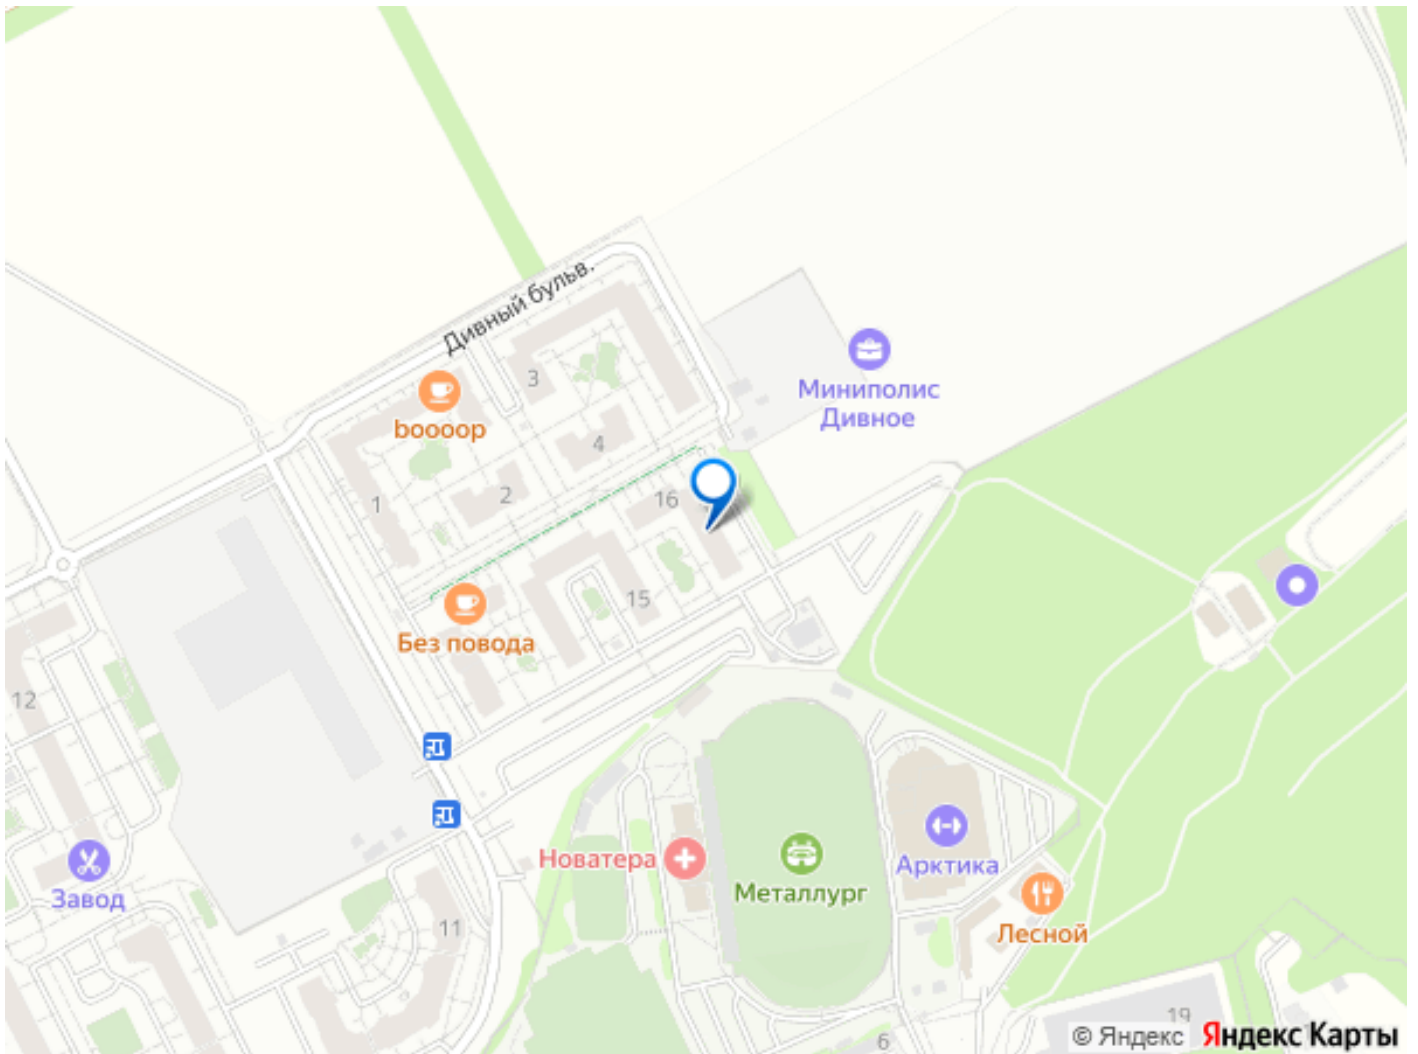 Дивный бульв.
3
Миниполис
Дивное
boooop
4
1
2
16
15
Без повода
12
Новатера
Металлург
Арктика
Завод
Лесной
11
19
6
© Яндекс Яндекс Карты